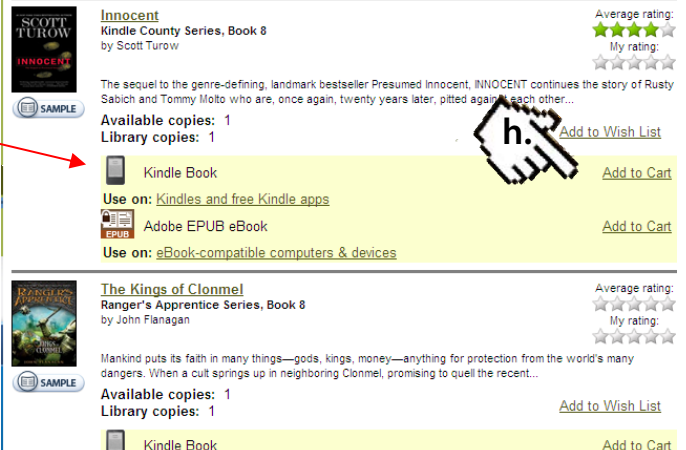 SCOTT
TUROW
INNOCENT
SAMPLE
Innocent
Kindle County Series, Book 8
by Scott Turow
Average rating:
My rating:
The sequel to the genre-defining, landmark bestseller Presumed Innocent, INNOCENT continues the story of Rusty
Sabich and Tommy Molto who are, once again, twenty years later, pitted against each other...
Available copies: 1
Library copies: 1
h.
Add to Wish List
Kindle Book
Add to Cart
Use on: Kindles and free Kindle apps
EPUB
Adobe EPUB eBook
Add to Cart
Use on: eBook-compatible computers & devices
RANGER'S
APPRENTICE
KINGS OF
CLONMEL
SAMPLE
The Kings of Clonmel
Ranger's Apprentice Series, Book 8
by John Flanagan
Average rating:
My rating:
Mankind puts its faith in many things—gods, kings, money—anything for protection from the world's many
dangers. When a cult springs up in neighboring Clonmel, promising to quell the recent...
Available copies: 1
Library copies: 1
Add to Wish List
Kindle Book
Add to Cart